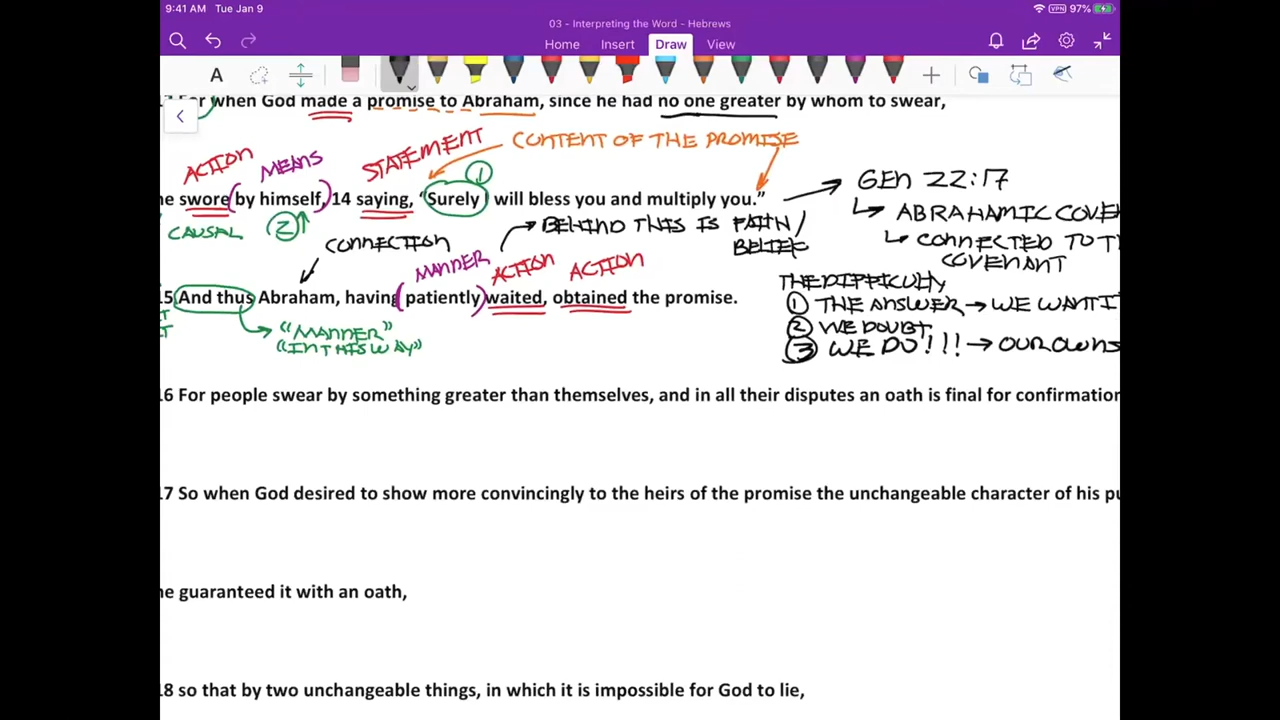 9:41 AM Tue Jan 9
97%
VPN
03 - Interpreting the Word - Hebrews
Home Insert Draw View
A
For when God made a promise to Abraham, since he had no one greater by whom to swear,
ACTION MEANS STATEMENT CONTENT OF THE PROMISE
1
GEN 22:17
he swore (by himself,) 14 saying, “Surely will bless you and multiply you.”
ABRAHAMIC COVE
CAUSAL 2 BEHIND THIS IS FAITH/
BELIEF
CONNECTED TO TH
COVENANT
CONNECTION
MANNER ACTION ACTION
THE DIFFICULTY
15 And thus Abraham, having (patiently) waited, obtained the promise.
1 THE ANSWER → WE WANT I
“MANNER”
“IN THIS WAY”
2 WE DOUBT
3 WE DO!!! → OUR OWN
16 For people swear by something greater than themselves, and in all their disputes an oath is final for confirmation
17 So when God desired to show more convincingly to the heirs of the promise the unchangeable character of his pu
he guaranteed it with an oath,
18 so that by two unchangeable things, in which it is impossible for God to lie,